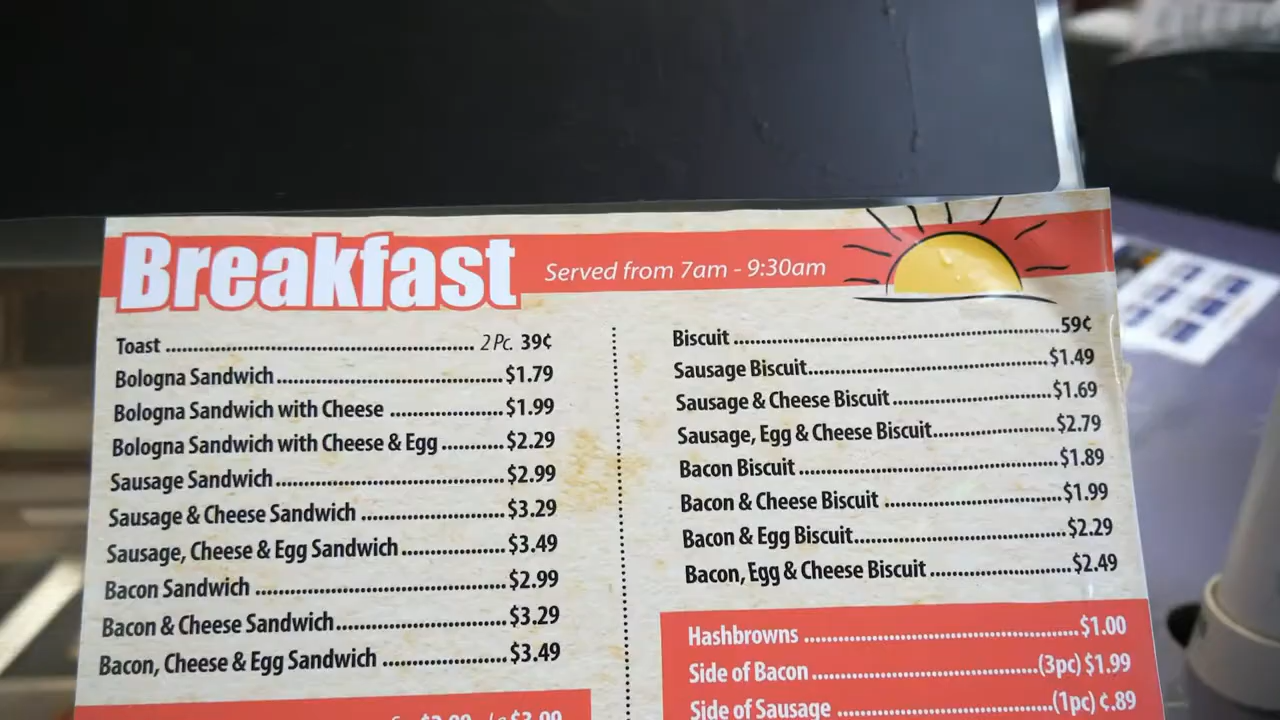 Breakfast Served from 7am - 9:30am
Toast ........ 2 Pc. 39¢
Bologna Sandwich ........ $1.79
Bologna Sandwich with Cheese ........ $1.99
Bologna Sandwich with Cheese & Egg ........ $2.29
Sausage Sandwich ........ $2.99
Sausage & Cheese Sandwich ........ $3.29
Sausage, Cheese & Egg Sandwich ........ $3.49
Bacon Sandwich ........ $2.99
Bacon & Cheese Sandwich ........ $3.29
Bacon, Cheese & Egg Sandwich ........ $3.49
Biscuit ........ 59¢
Sausage Biscuit ........ $1.49
Sausage & Cheese Biscuit ........ $1.69
Sausage, Egg & Cheese Biscuit ........ $2.79
Bacon Biscuit ........ $1.89
Bacon & Cheese Biscuit ........ $1.99
Bacon & Egg Biscuit ........ $2.29
Bacon, Egg & Cheese Biscuit ........ $2.49
Hashbrowns ........ $1.00
Side of Bacon ........ (3pc) $1.99
Side of Sausage ........ (1pc) ¢.89